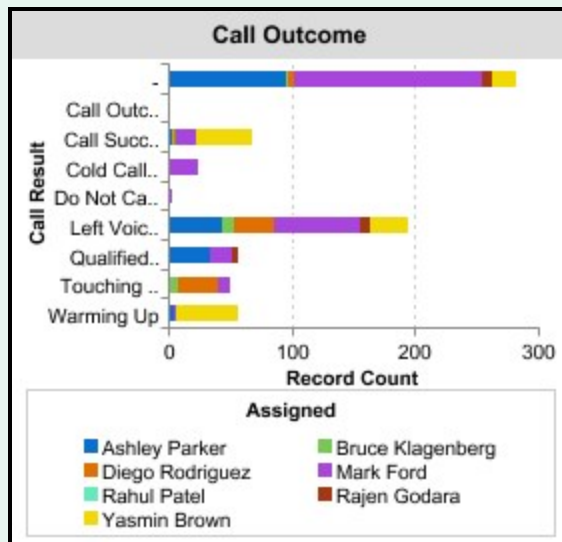 Call Outcome
Call Result
-
Call Outc..
Call Succ..
Cold Call..
Do Not Ca..
Left Voic..
Qualified..
Touching ..
Warming Up
0 100 200 300
Record Count
Assigned
Ashley Parker Bruce Klagenberg
Diego Rodriguez Mark Ford
Rahul Patel Rajen Godara
Yasmin Brown